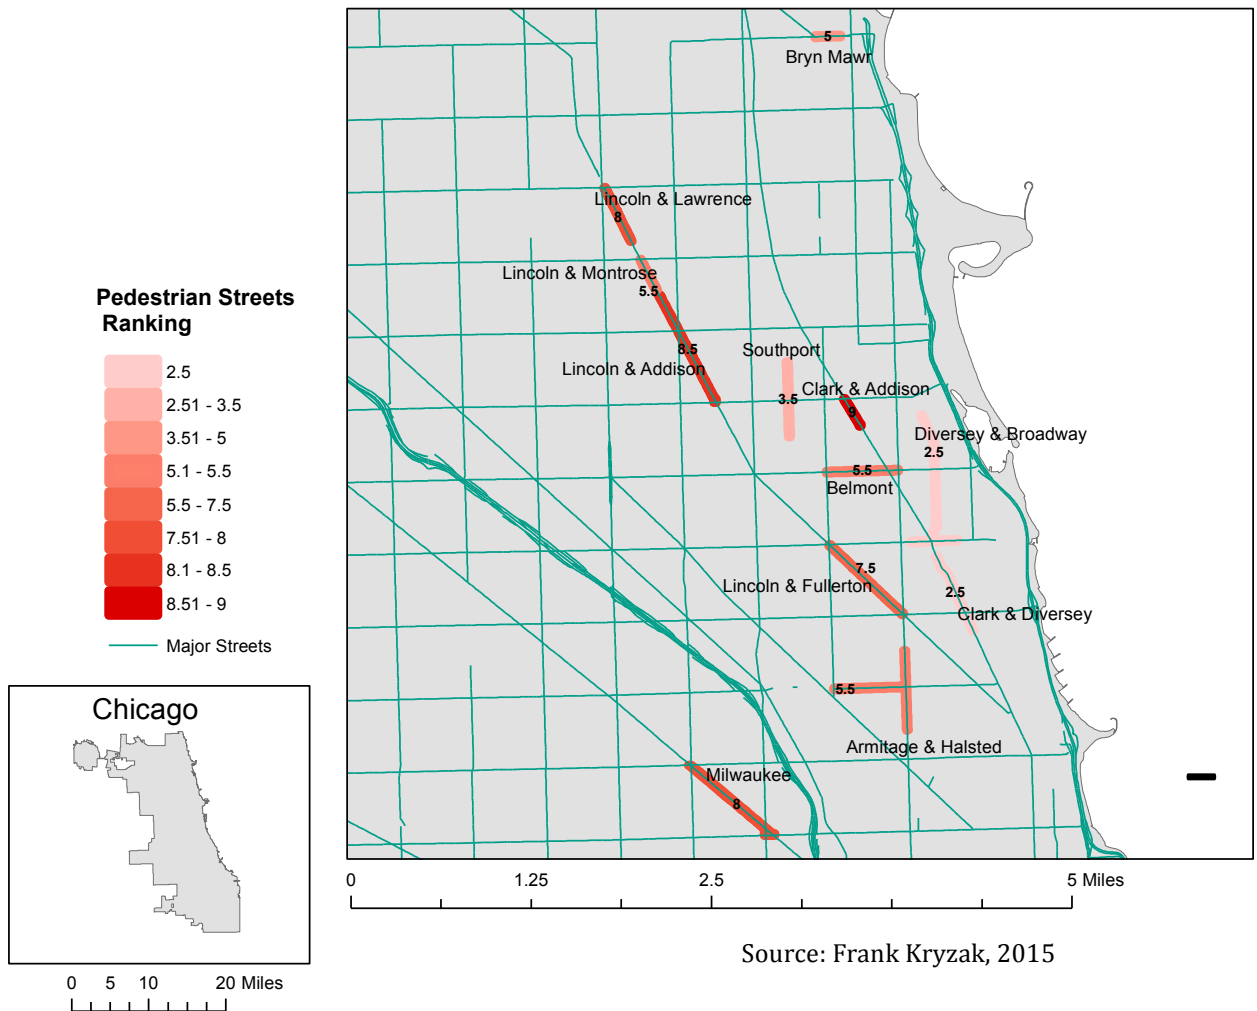 5
Bryn Mawr
Lincoln & Lawrence
8
Lincoln & Montrose
5.5
8.5
Lincoln & Addison
Southport
3.5
Clark & Addison
9
Diversey & Broadway
2.5
5.5
Belmont
7.5
Lincoln & Fullerton
2.5
Clark & Diversey
5.5
Armitage & Halsted
Milwaukee
8
Pedestrian Streets
Ranking
2.5
2.51 - 3.5
3.51 - 5
5.1 - 5.5
5.5 - 7.5
7.51 - 8
8.1 - 8.5
8.51 - 9
Major Streets
Chicago
0 5 10 20 Miles
0 1.25 2.5 5 Miles
Source: Frank Kryzak, 2015